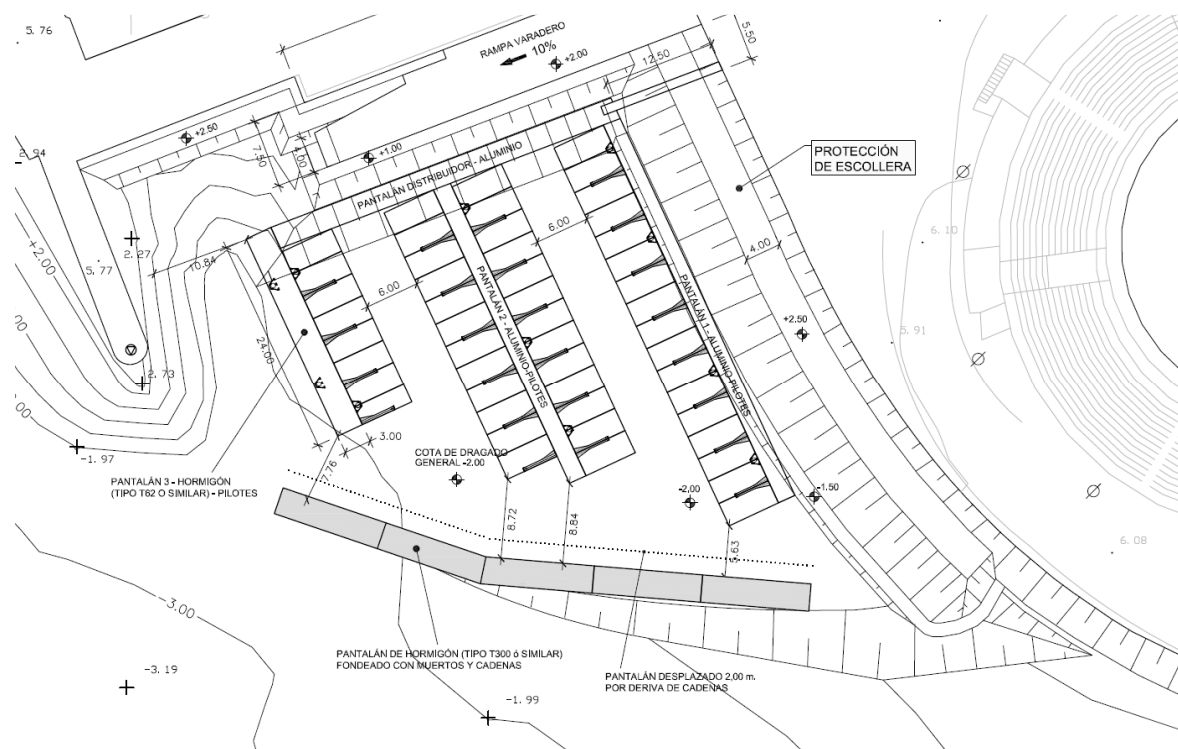 5. 76
RAMPA VARADERO
10%
+2.00
5.50
12.50
+2.50
7.50
4.00
+1.00
2. 94
PANTALÁN DISTRIBUIDOR - ALUMINIO
PROTECCIÓN
DE ESCOLLERA
+2.00
2. 27
5. 77
10.84
6.00
6.00
4.00
6. 10
PANTALÁN 2 - ALUMINIO-PILOTES
PANTALÁN 1 - ALUMINIO-PILOTES
24.00
+2.50
5. 91
2. 73
3.00
-1. 97
COTA DE DRAGADO
GENERAL -2.00
7.76
PANTALÁN 3 - HORMIGÓN
(TIPO T62 O SIMILAR) - PILOTES
-2,00
-1.50
8.72
8.84
6. 08
-3.00
PANTALÁN DE HORMIGÓN (TIPO T300 ó SIMILAR)
FONDEADO CON MUERTOS Y CADENAS
PANTALÁN DESPLAZADO 2,00 m.
POR DERIVA DE CADENAS
-3. 19
-1. 99